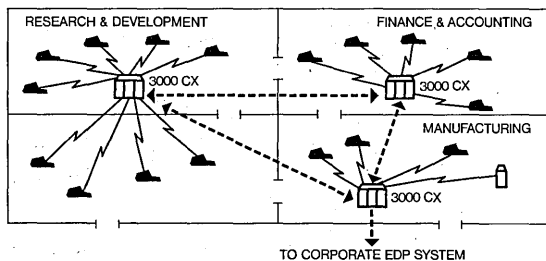 RESEARCH & DEVELOPMENT
FINANCE & ACCOUNTING
3000 CX
3000 CX
MANUFACTURING
3000 CX
TO CORPORATE EDP SYSTEM